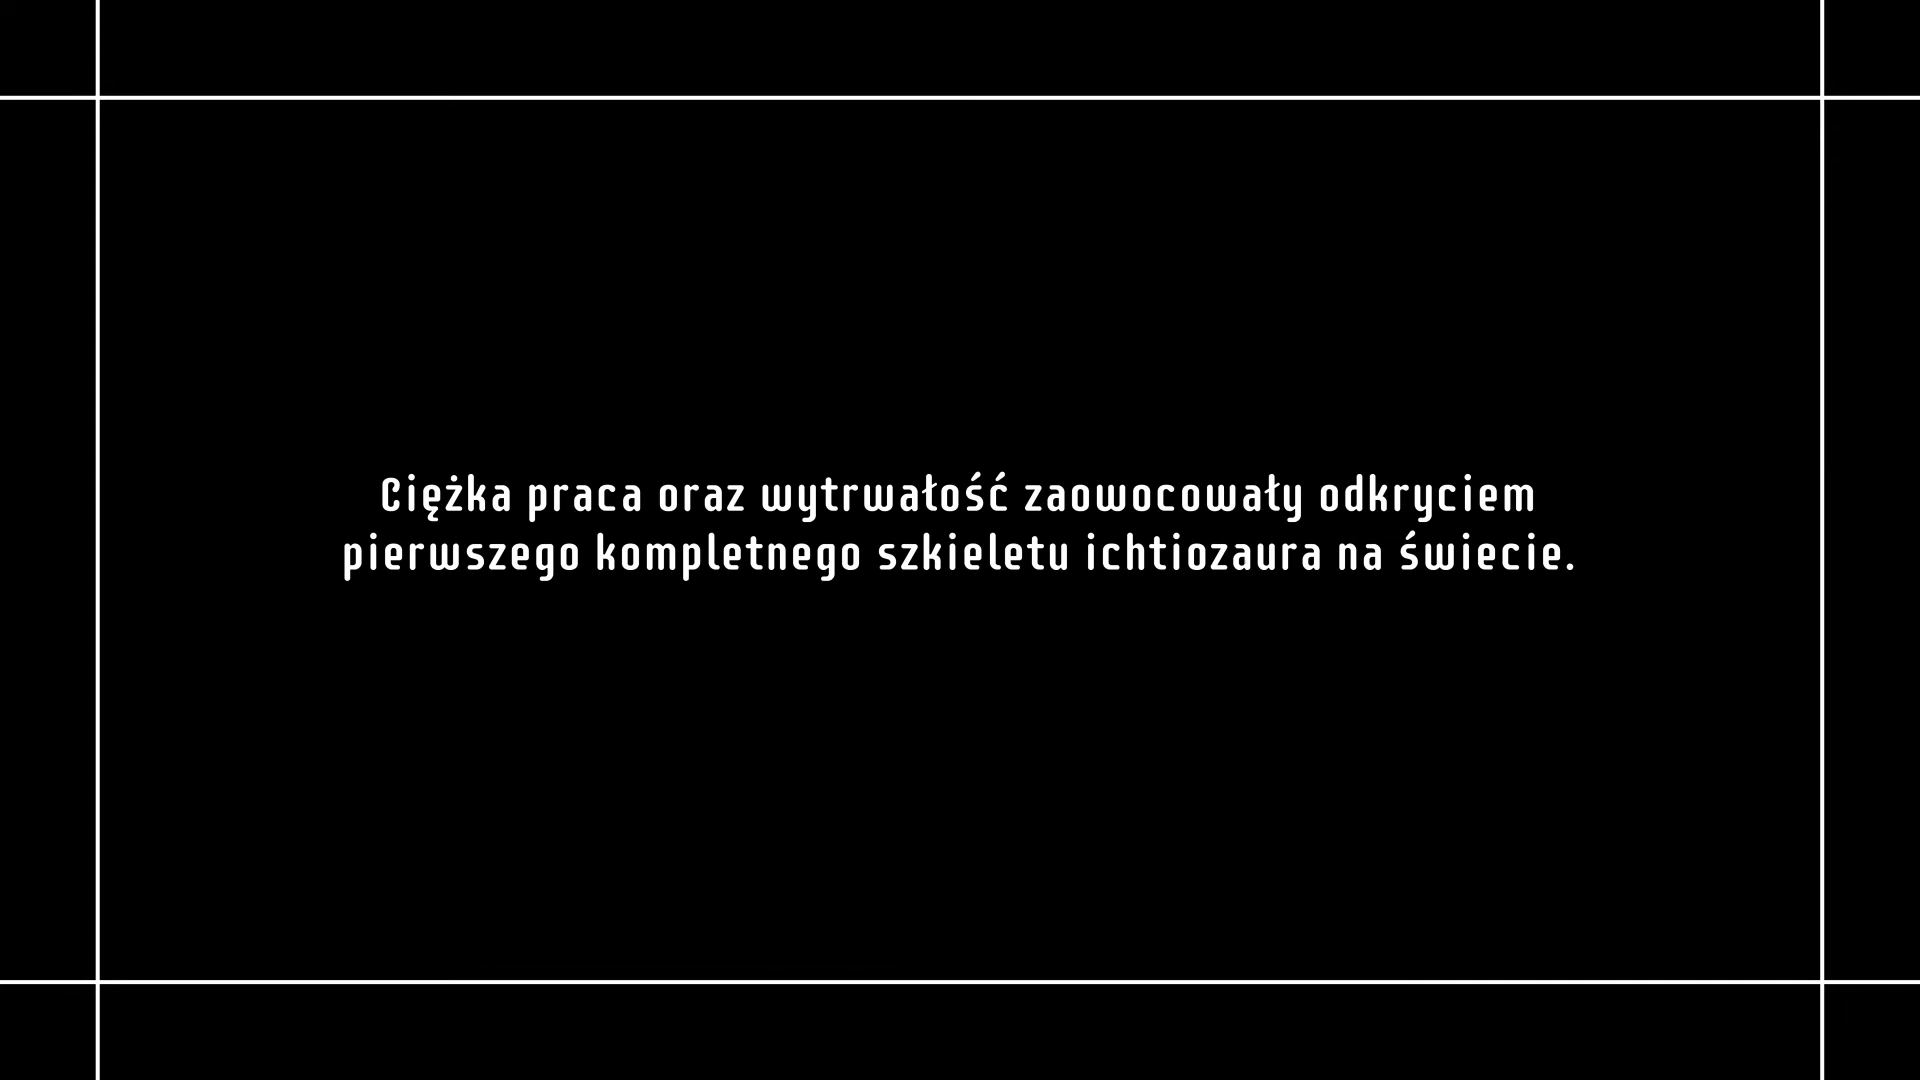 Ciężka praca oraz wytrwałość zaowocowały odkryciem
pierwszego kompletnego szkieletu ichtiozaura na świecie.